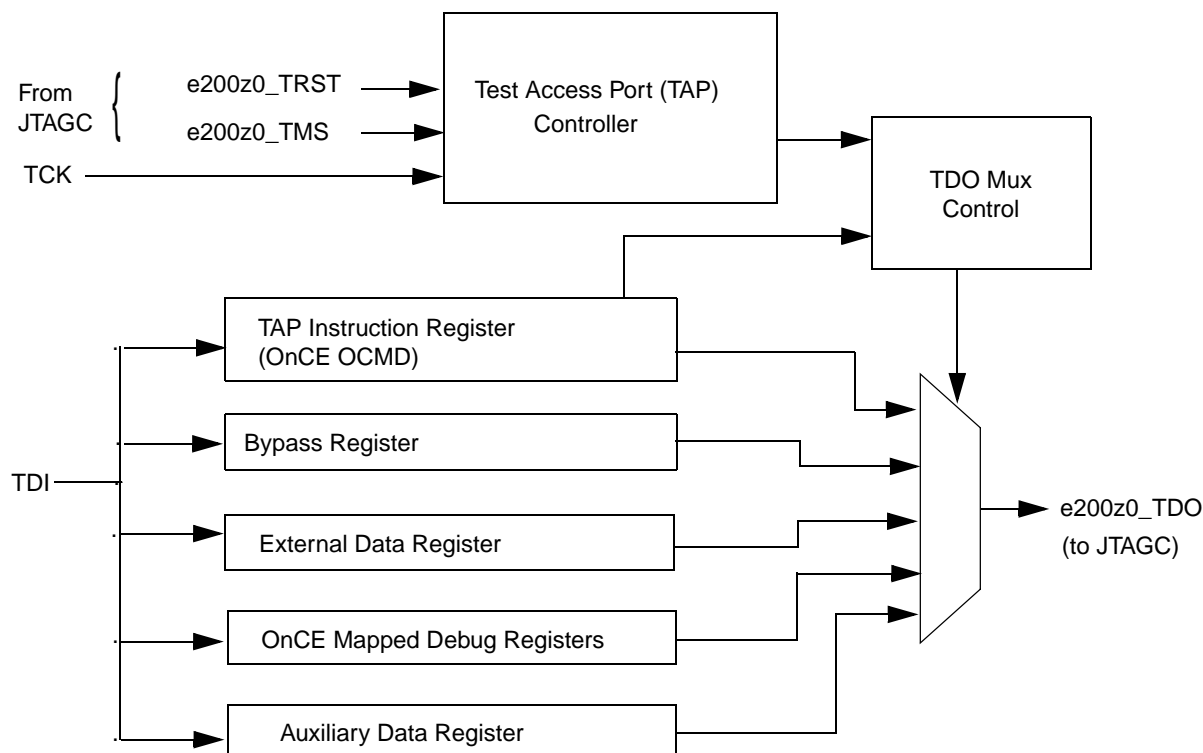 From
JTAGC
{
e200z0_TRST
e200z0_TMS
TCK
Test Access Port (TAP)
Controller
TDO Mux
Control
TAP Instruction Register
(OnCE OCMD)
Bypass Register
TDI
External Data Register
OnCE Mapped Debug Registers
Auxiliary Data Register
e200z0_TDO
(to JTAGC)